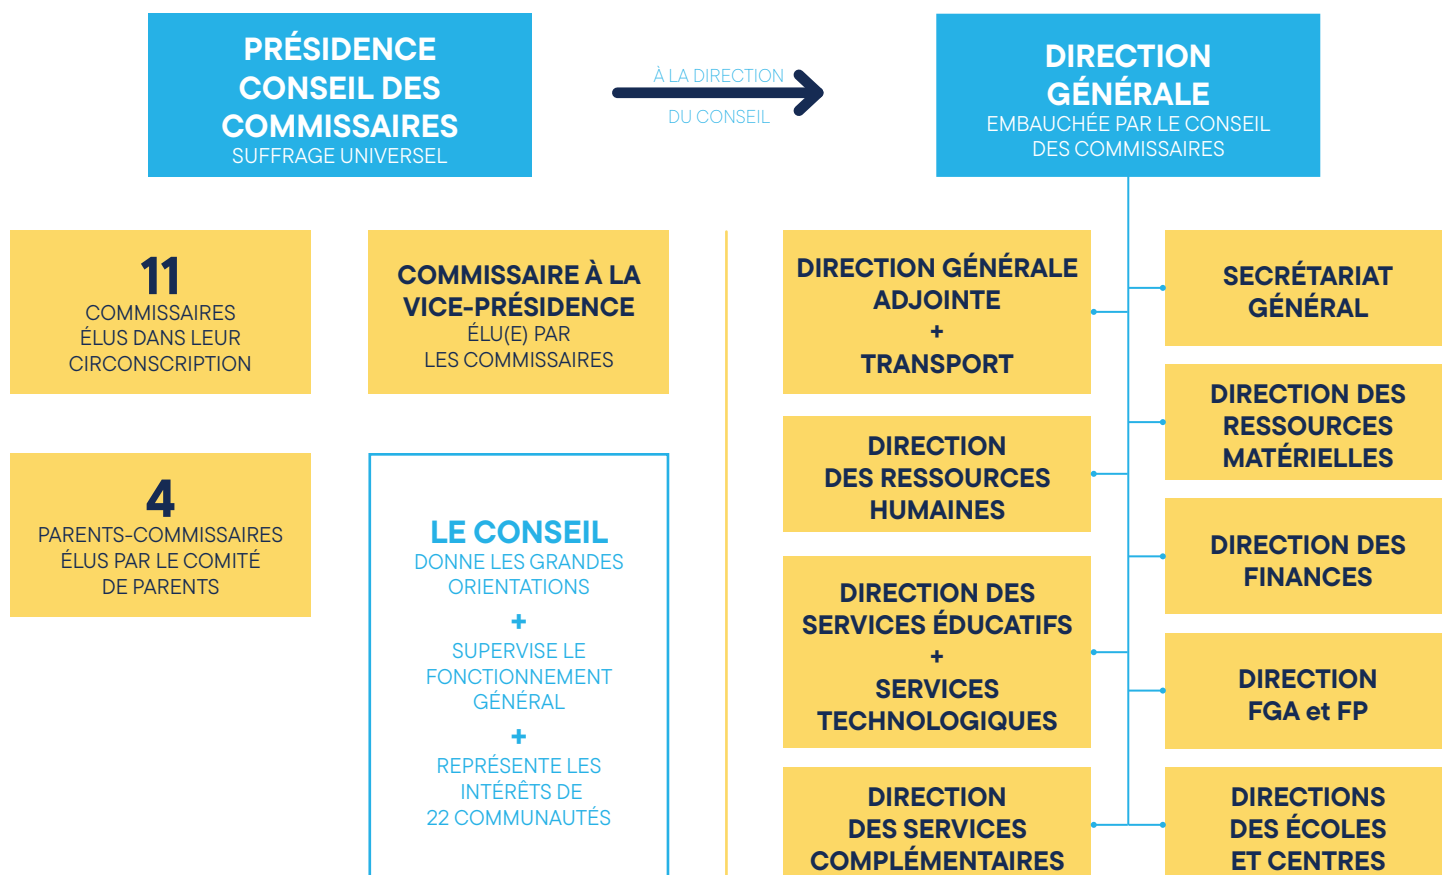 PRÉSIDENCE
CONSEIL DES
COMMISSAIRES
SUFFRAGE UNIVERSEL
À LA DIRECTION
DU CONSEIL
DIRECTION
GÉNÉRALE
EMBAUCHÉE PAR LE CONSEIL
DES COMMISSAIRES
11
COMMISSAIRES
ÉLUS DANS LEUR
CIRCONSCRIPTION
COMMISSAIRE À LA
VICE-PRÉSIDENCE
ÉLU(E) PAR
LES COMMISSAIRES
4
PARENTS-COMMISSAIRES
ÉLUS PAR LE COMITÉ
DE PARENTS
LE CONSEIL
DONNE LES GRANDES
ORIENTATIONS
+
SUPERVISE LE
FONCTIONNEMENT
GÉNÉRAL
+
REPRÉSENTE LES
INTÉRÊTS DE
22 COMMUNAUTÉS
DIRECTION GÉNÉRALE
ADJOINTE
+
TRANSPORT
DIRECTION
DES RESSOURCES
HUMAINES
DIRECTION DES
SERVICES ÉDUCATIFS
+
SERVICES
TECHNOLOGIQUES
DIRECTION
DES SERVICES
COMPLÉMENTAIRES
SECRÉTARIAT
GÉNÉRAL
DIRECTION DES
RESSOURCES
MATÉRIELLES
DIRECTION DES
FINANCES
DIRECTION
FGA et FP
DIRECTIONS
DES ÉCOLES
ET CENTRES